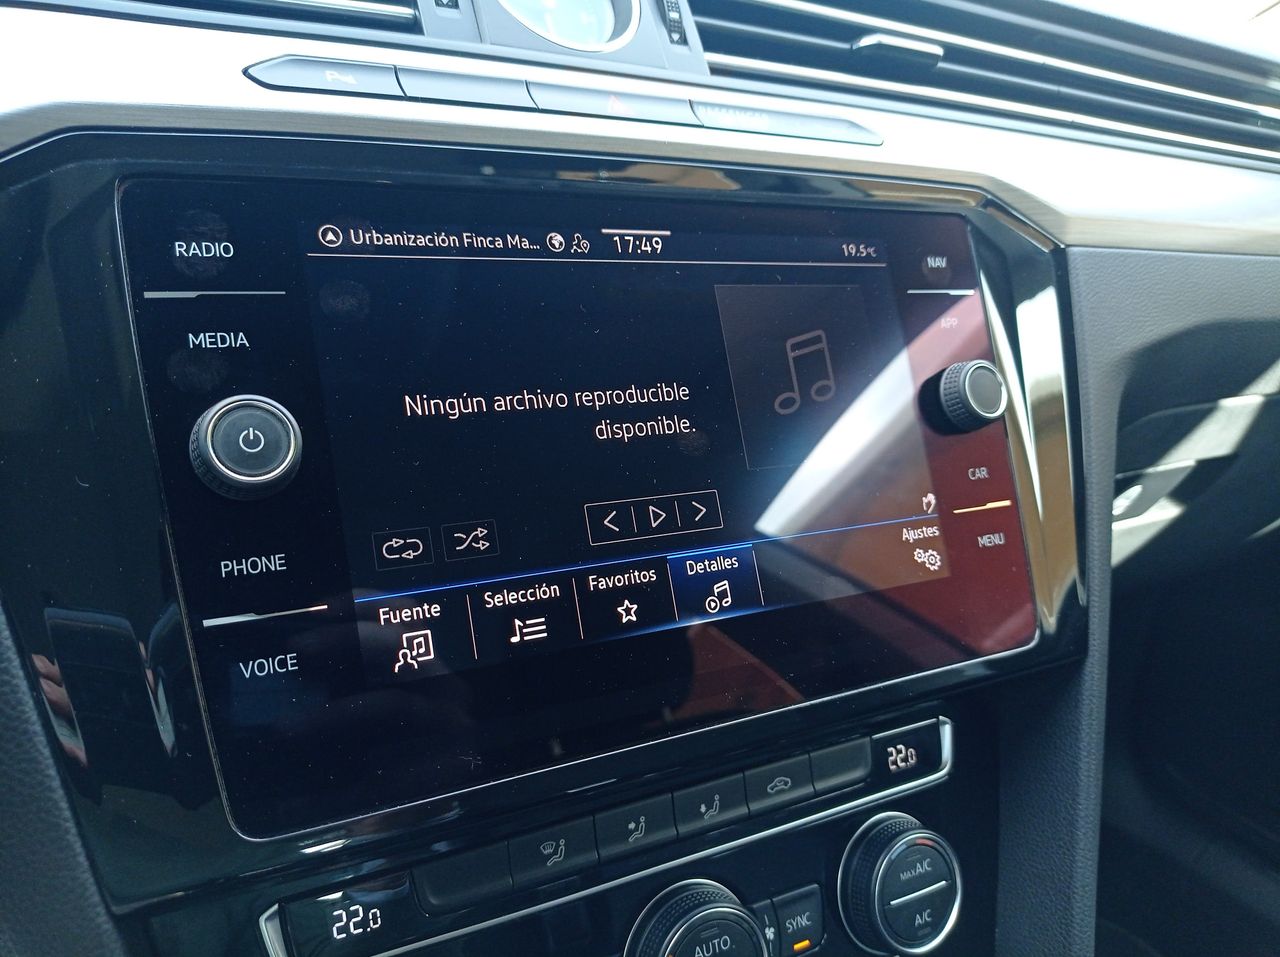 RADIO
MEDIA
PHONE
VOICE
Urbanización Finca Ma...
17:49
19.5°C
Ningún archivo reproducible
disponible.
Fuente
Selección
Favoritos
Detalles
Ajustes
NAV
APP
CAR
MENU
22.0
22.0
AUTO
SYNC
MAX A/C
A/C